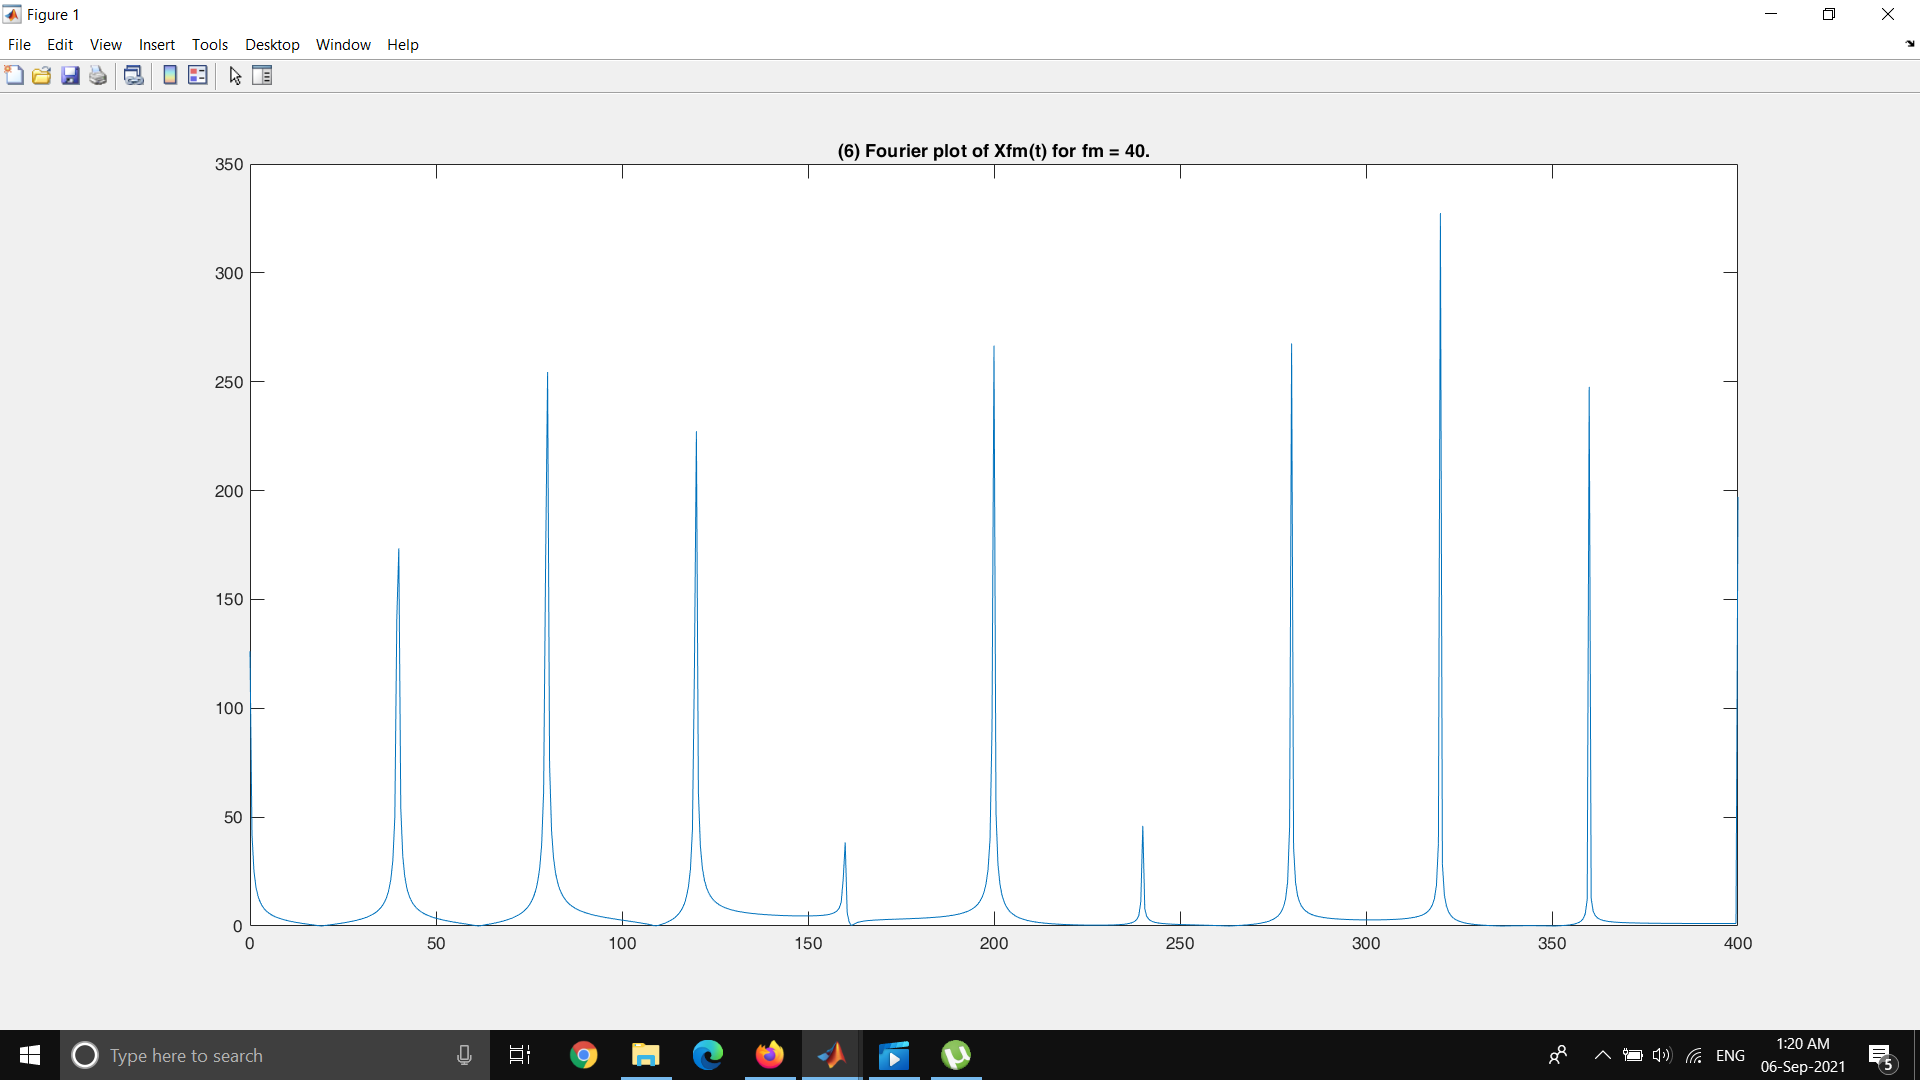 Figure 1
File Edit View Insert Tools Desktop Window Help
(6) Fourier plot of Xfm(t) for fm = 40.
350
300
250
200
150
100
50
0
0 50 100 150 200 250 300 350 400
Type here to search
ENG
1:20 AM
06-Sep-2021
5